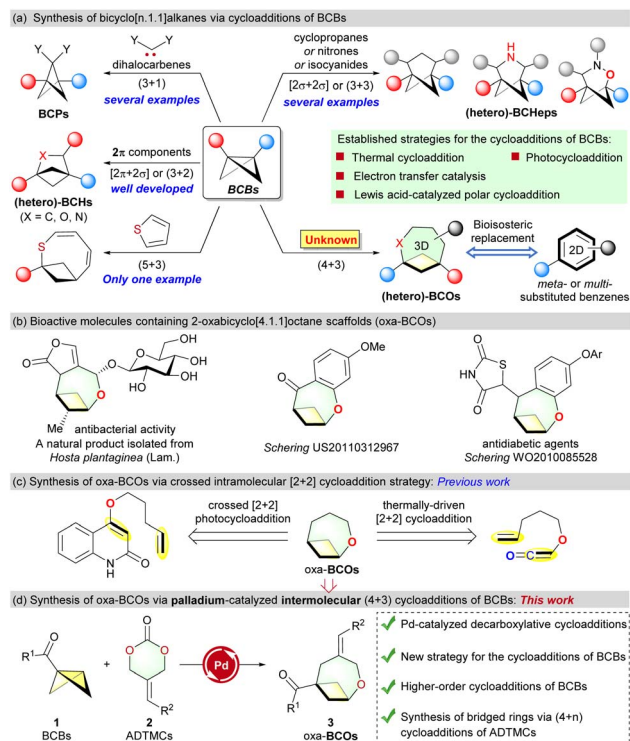 (a) Synthesis of bicyclo[n.1.1]alkanes via cycloadditions of BCBs
Y Y
BCPs
Y Y
dihalocarbenes
(3+1)
several examples
cyclopropanes
or nitrones
or isocyanides
[2σ+2σ] or (3+3)
several examples
H
N
N
O
(hetero)-BCHeps
X
(hetero)-BCHs
(X = C, O, N)
2π components
[2π+2σ] or (3+2)
well developed
BCBs
Established strategies for the cycloadditions of BCBs:
Thermal cycloaddition
Photocycloaddition
Electron transfer catalysis
Lewis acid-catalyzed polar cycloaddition
S
S
(5+3)
Only one example
Unknown
(4+3)
X
3D
(hetero)-BCOs
Bioisosteric
replacement
2D
meta- or multi-
substituted benzenes
(b) Bioactive molecules containing 2-oxabicyclo[4.1.1]octane scaffolds (oxa-BCOs)
O
O
O
O
OH
OH
OH
HO
O
Me
antibacterial activity
A natural product isolated from
Hosta plantaginea (Lam.)
O
OMe
O
Schering US20110312967
O
S
HN
O
OAr
O
antidiabetic agents
Schering WO2010085528
(c) Synthesis of oxa-BCOs via crossed intramolecular [2+2] cycloaddition strategy: Previous work
O
N
H
O
crossed [2+2]
photocycloaddition
O
oxa-BCOs
thermally-driven
[2+2] cycloaddition
O
O=C
(d) Synthesis of oxa-BCOs via palladium-catalyzed intermolecular (4+3) cycloadditions of BCBs: This work
O
R1
1
BCBs
+
O
O O
R2
2
ADTMCs
Pd
R2
O
O
R1
3
oxa-BCOs
Pd-catalyzed decarboxylative cycloadditions
New strategy for the cycloadditions of BCBs
Higher-order cycloadditions of BCBs
Synthesis of bridged rings via (4+n)
cycloadditions of ADTMCs